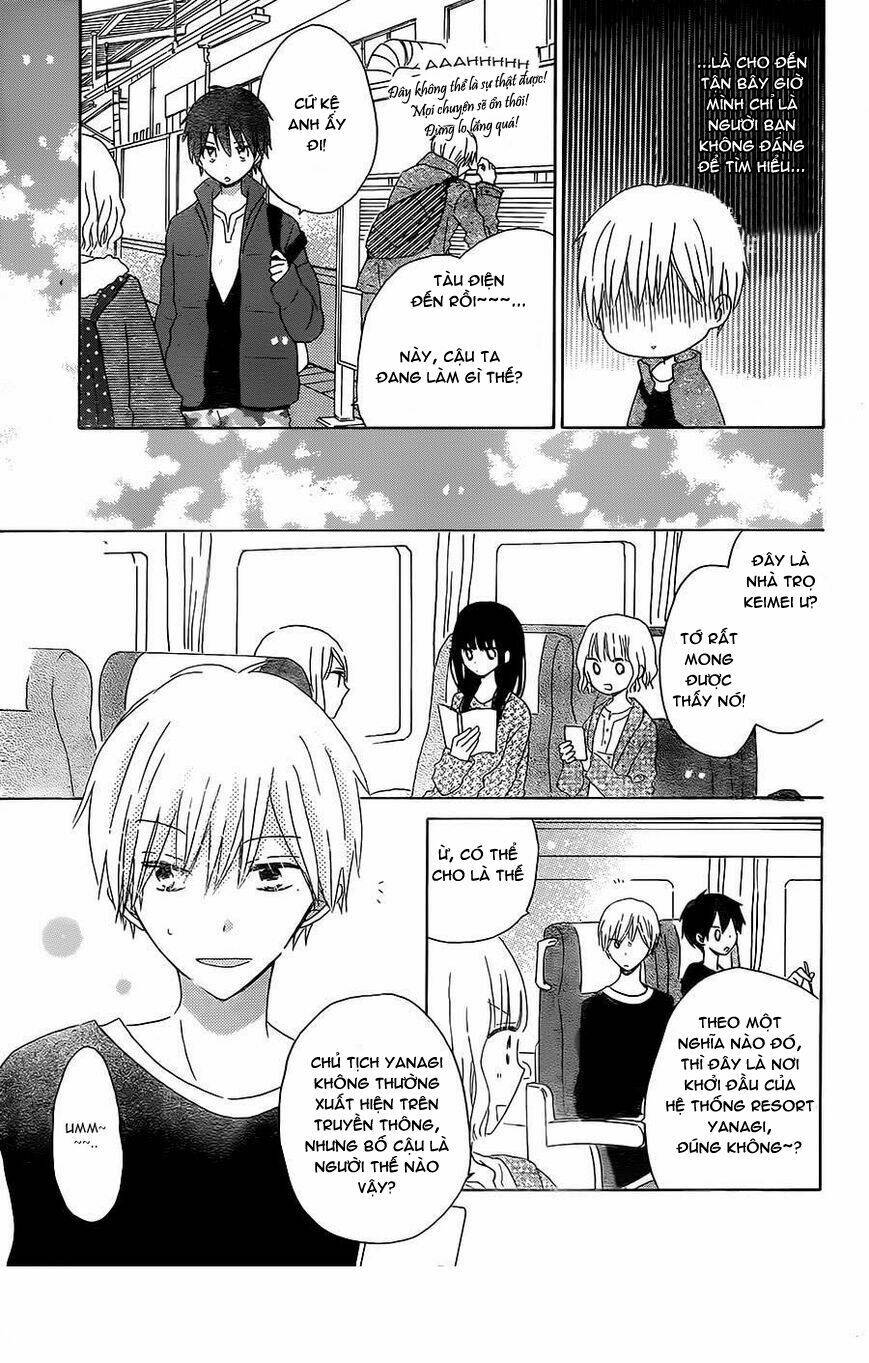 ...LÀ CHO ĐẾN
TÂN BÂY GIỜ
MÌNH CHỈ LÀ
NGƯỜI BẠN
KHÔNG ĐÁNG
ĐỂ TÌM HIỂU...
AAAHHHHH
Đây không thể là sự thật được!
Mọi chuyện sẽ ổn thôi!
Đừng lo lắng quá!
CỨ KỆ
ANH ẤY
ĐI!
TÀU ĐIỆN
ĐẾN RỒI~~~...
NÀY, CẬU TA
ĐANG LÀM GÌ THẾ?
ĐÂY LÀ
NHÀ TRỌ
KEIMEI Ư?
TỚ RẤT
MONG
ĐƯỢC
THẤY NÓ!
Ừ, CÓ THỂ
CHO LÀ THẾ
THEO MỘT
NGHĨA NÀO ĐÓ,
THÌ ĐÂY LÀ NƠI
KHỞI ĐẦU CỦA
HỆ THỐNG RESORT
YANAGI,
ĐÚNG KHÔNG~?
CHỦ TỊCH YANAGI
KHÔNG THƯỜNG
XUẤT HIỆN TRÊN
TRUYỀN THÔNG,
NHƯNG BỐ CẬU LÀ
NGƯỜI THẾ NÀO
VẬY?
UMM~
~~..